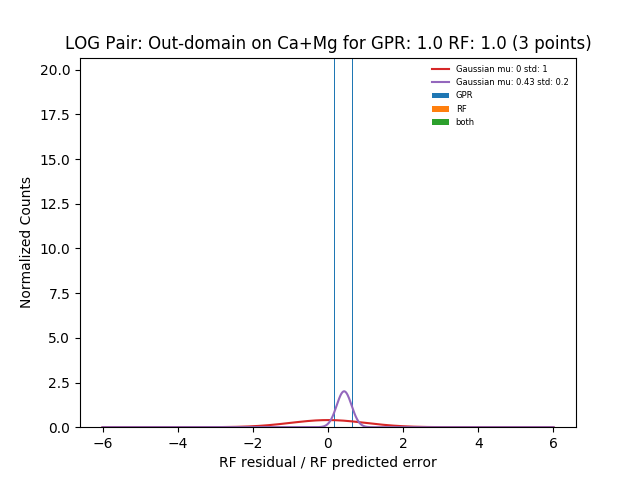 LOG Pair: Out-domain on Ca+Mg for GPR: 1.0 RF: 1.0 (3 points)
Normalized Counts
20.0
17.5
15.0
12.5
10.0
7.5
5.0
2.5
0.0
Gaussian mu: 0 std: 1
Gaussian mu: 0.43 std: 0.2
GPR
RF
both
−6 −4 −2 0 2 4 6
RF residual / RF predicted error